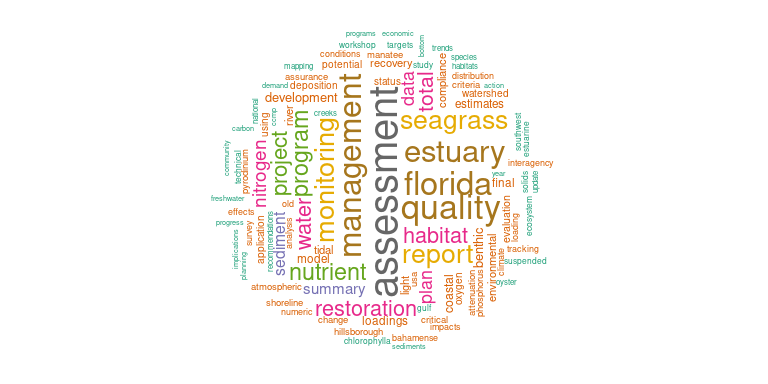 programs economic
workshop targets
bottom
trends
conditions manatee
species
mapping potential recovery study habitats
assurance status data total compliance distribution
demand deposition criteria action
development management watershed
national ccmp river creeks estimates
assessment
seagrass
carbon using project program monitoring
southwest estuarine
community technical pyrodinium nitrogen
estuary
interagency
florida
year final solids update
freshwater old water quality
effects
progress survey application recommendations sediment analysis
evaluation loading ecosystem
habitat
implications planning tidal
report benthic environmental climate tracking
model suspended
nutrient
light usa plan coastal oxygen attenuation phosphorus oyster
atmospheric summary
shoreline restoration gulf
numeric
change loadings critical
impacts
hillsborough bahamense
chlorophylla
sediments